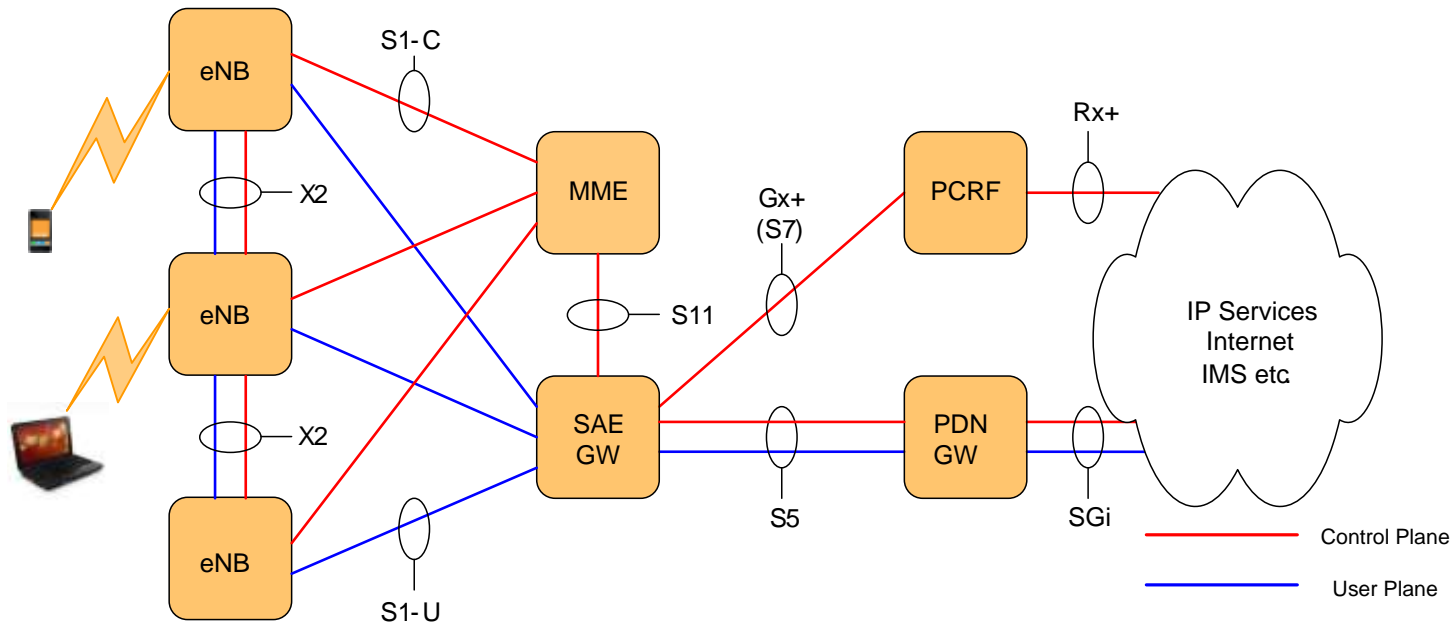 S1-C
eNB
Rx+
X2
MME
Gx+
(S7)
PCRF
eNB
S11
IP Services
Internet
IMS etc.
X2
SAE
GW
PDN
GW
S5
SGi
eNB
S1-U
Control Plane
User Plane